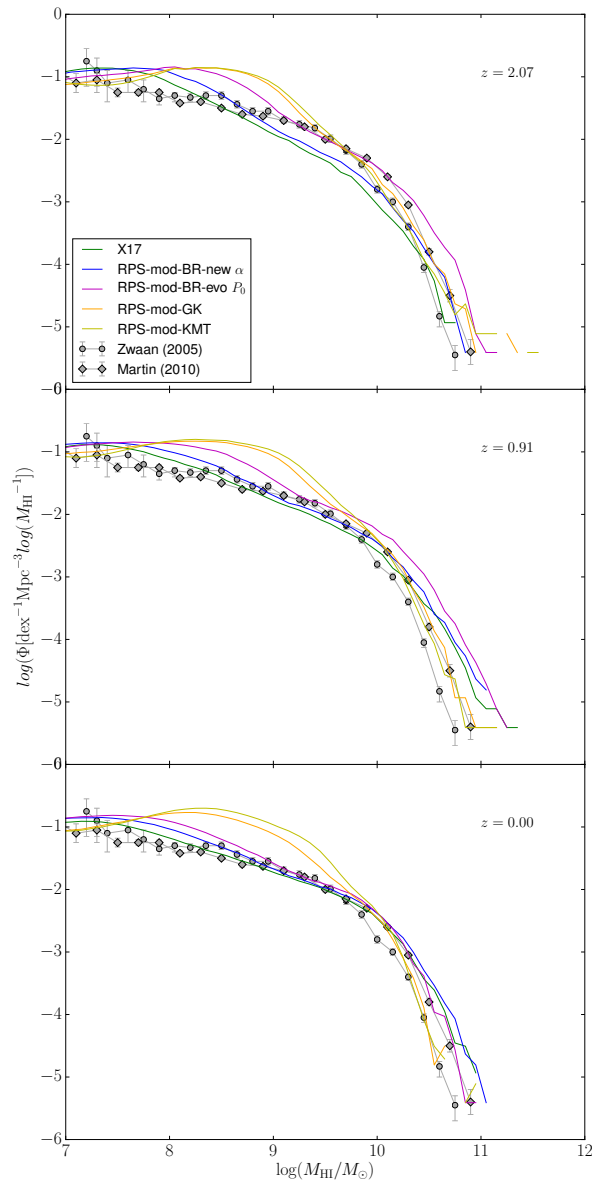 0
−1
−2
−3
−4
−5
−6
z = 2.07
X17
RPS-mod-BR-new α
RPS-mod-BR-evo P₀
RPS-mod-GK
RPS-mod-KMT
Zwaan (2005)
Martin (2010)
0
−1
−2
−3
−4
−5
−6
z = 0.91
log(Φ[dex⁻¹Mpc⁻³log(M_HI⁻¹])
0
−1
−2
−3
−4
−5
−6
z = 0.00
7 8 9 10 11 12
log(M_HI/M_⊙)